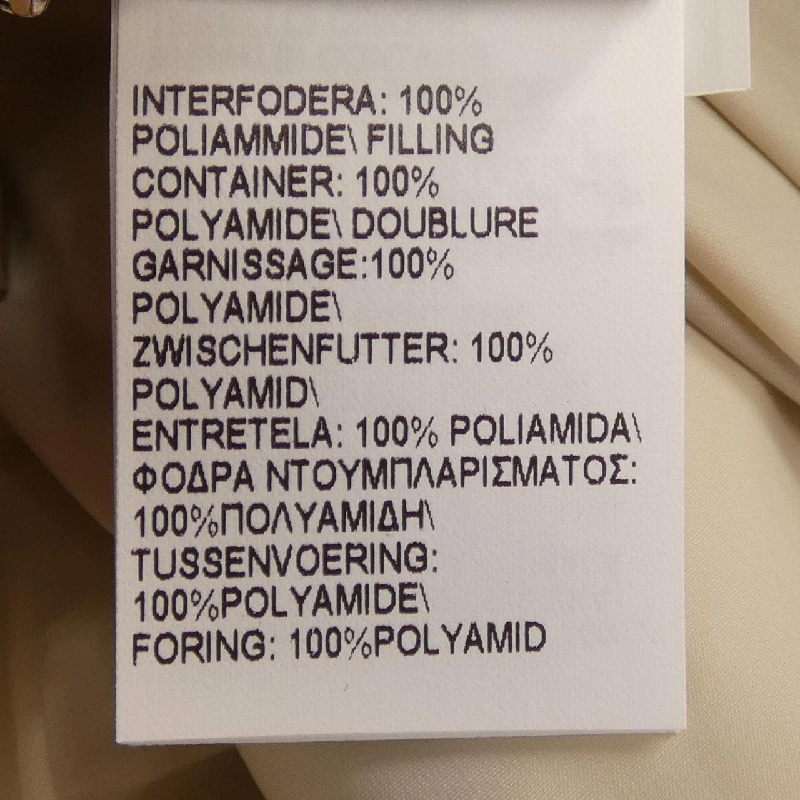 INTERFODERA: 100%
POLIAMMIDE\ FILLING
CONTAINER: 100%
POLYAMIDE\ DOUBLURE
GARNISSAGE:100%
POLYAMIDE\
ZWISCHENFUTTER: 100%
POLYAMID\
ENTRETELA: 100% POLIAMIDA\
ΦΟΔΡΑ ΝΤΟΥΜΠΛΑΡΙΣΜΑΤΟΣ:
100%ΠΟΛΥΑΜΙΔΗ\
TUSSENVOERING:
100%POLYAMIDE\
FORING: 100%POLYAMID